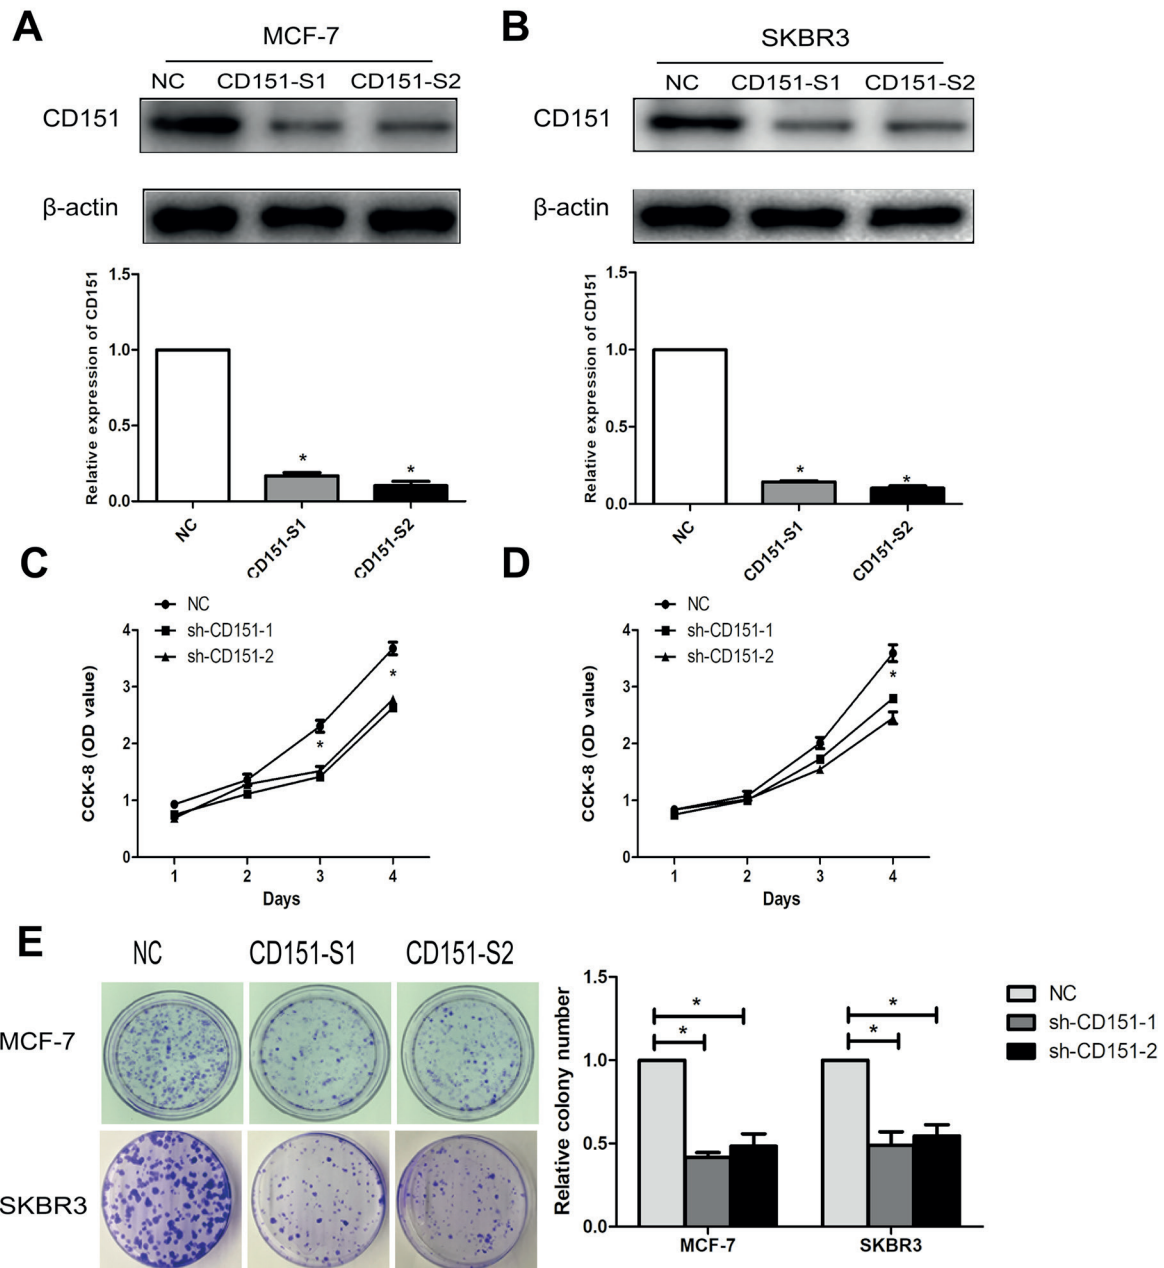 A
MCF-7
NC CD151-S1 CD151-S2
CD151
β-actin
Relative expression of CD151
1.5
1.0
0.5
0.0
*
*
NC
CD151-S1
CD151-S2
B
SKBR3
NC CD151-S1 CD151-S2
CD151
β-actin
Relative expression of CD151
1.5
1.0
0.5
0.0
*
*
NC
CD151-S1
CD151-S2
C
NC
sh-CD151-1
sh-CD151-2
CCK-8 (OD value)
4
3
2
1
0
*
*
1 2 3 4
Days
D
NC
sh-CD151-1
sh-CD151-2
CCK-8 (OD value)
4
3
2
1
0
*
1 2 3 4
Days
E
NC CD151-S1 CD151-S2
MCF-7
SKBR3
Relative colony number
1.5
1.0
0.5
0.0
*
*
*
*
MCF-7 SKBR3
NC
sh-CD151-1
sh-CD151-2